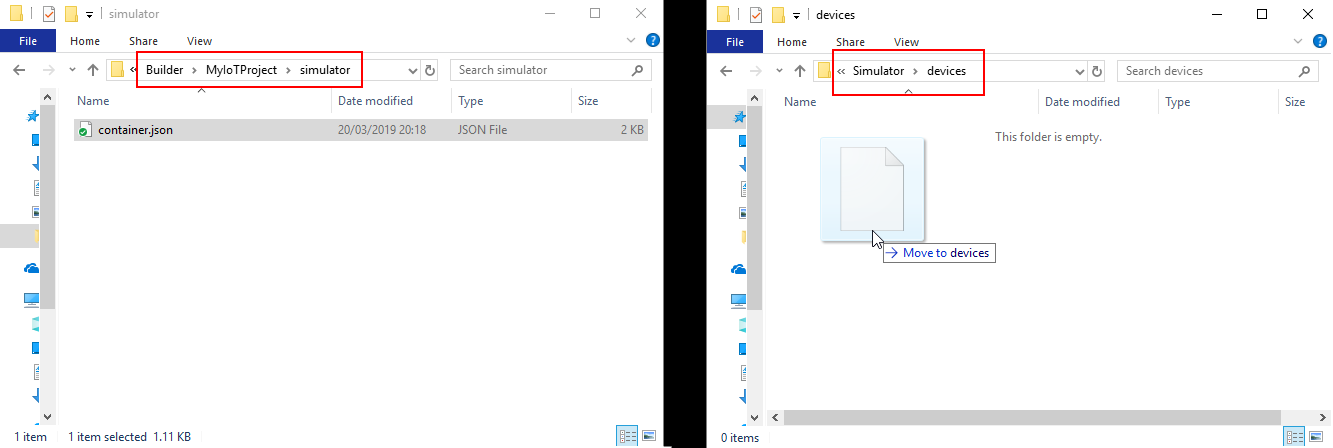 simulator
File Home Share View
« Builder > MyIoTProject > simulator
Search simulator
Name Date modified Type Size
container.json 20/03/2019 20:18 JSON File 2 KB
1 item 1 item selected 1.11 KB
devices
File Home Share View
« Simulator > devices
Search devices
Name Date modified Type Size
This folder is empty.
→ Move to devices
0 items